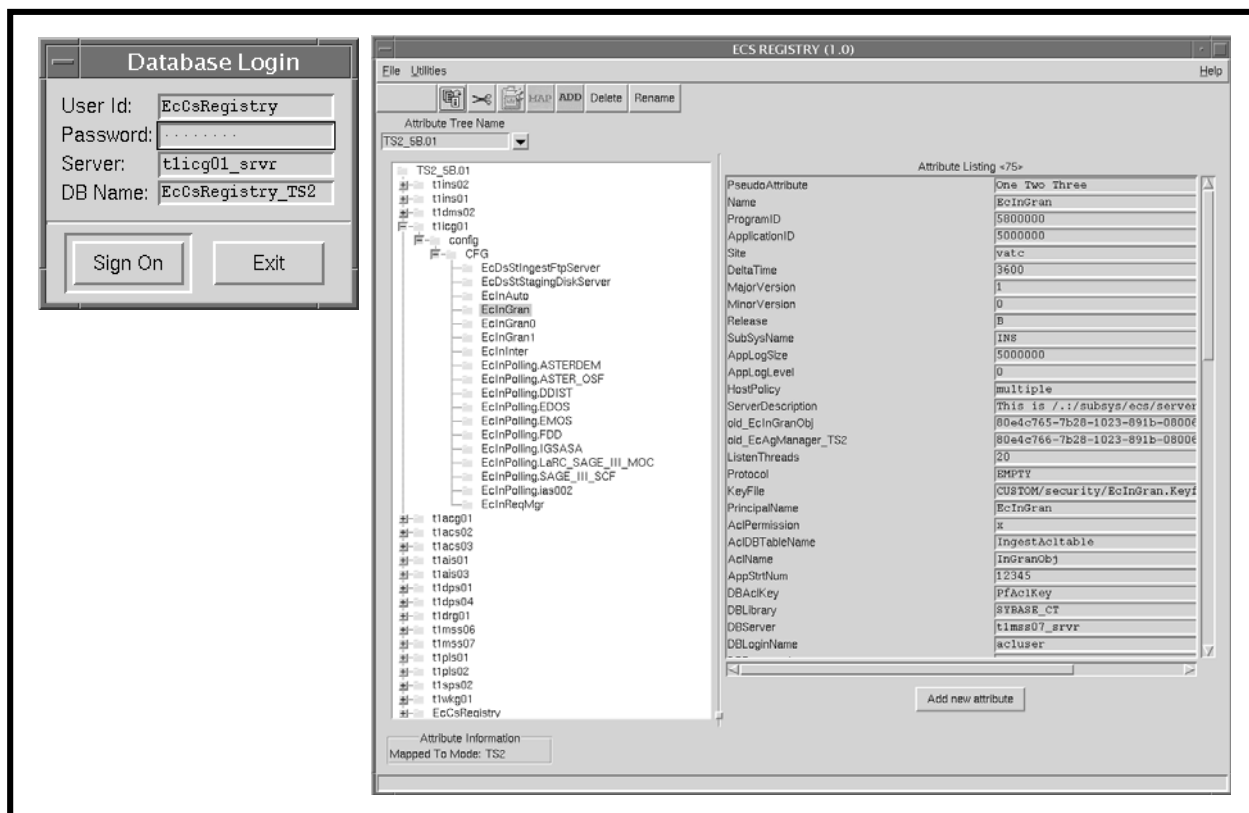 Database Login
User Id: EcCsRegistry
Password: ········
Server: t1icg01_srvr
DB Name: EcCsRegistry_TS2
Sign On Exit
ECS REGISTRY (1.0)
File Utilities Help
MAP ADD Delete Rename
Attribute Tree Name
TS2_5B.01
TS2_5B.01
t1ins02
t1ins01
t1dms02
t1icg01
config
CFG
EcDsStIngestFtpServer
EcDsStStagingDiskServer
EcInAuto
EcInGran
EcInGran0
EcInGran1
EcInInter
EcInPolling.ASTERDEM
EcInPolling.ASTER_OSF
EcInPolling.DDIST
EcInPolling.EDOS
EcInPolling.EMOS
EcInPolling.FDD
EcInPolling.IGSASA
EcInPolling.LaRC_SAGE_III_MOC
EcInPolling.SAGE_III_SCF
EcInPolling.ias002
EcInReqMgr
t1acg01
t1acs02
t1acs03
t1ais01
t1ais03
t1dps01
t1dps04
t1drg01
t1mss06
t1mss07
t1pls01
t1pls02
t1sps02
t1wkg01
EcCsRegistry
Attribute Listing <75>
PseudoAttribute One Two Three
Name EcInGran
ProgramID 5800000
ApplicationID 5000000
Site vatc
DeltaTime 3600
MajorVersion 1
MinorVersion 0
Release B
SubSysName INS
AppLogSize 5000000
AppLogLevel 0
HostPolicy multiple
ServerDescription This is /.:/subsys/ecs/server
oid_EcInGranObj 80e4c765-7b28-1023-891b-08006
oid_EcAgManager_TS2 80e4c766-7b28-1023-891b-08006
ListenThreads 20
Protocol EMPTY
KeyFile CUSTOM/security/EcInGran.Keyf
PrincipalName EcInGran
AclPermission x
AclDBTableName IngestAcltable
AclName InGranObj
AppStrtNum 12345
DBAclKey PfAclKey
DBLibrary SYBASE_CT
DBServer t1mss07_srvr
DBLoginName acluser
Add new attribute
Attribute Information
Mapped To Mode: TS2